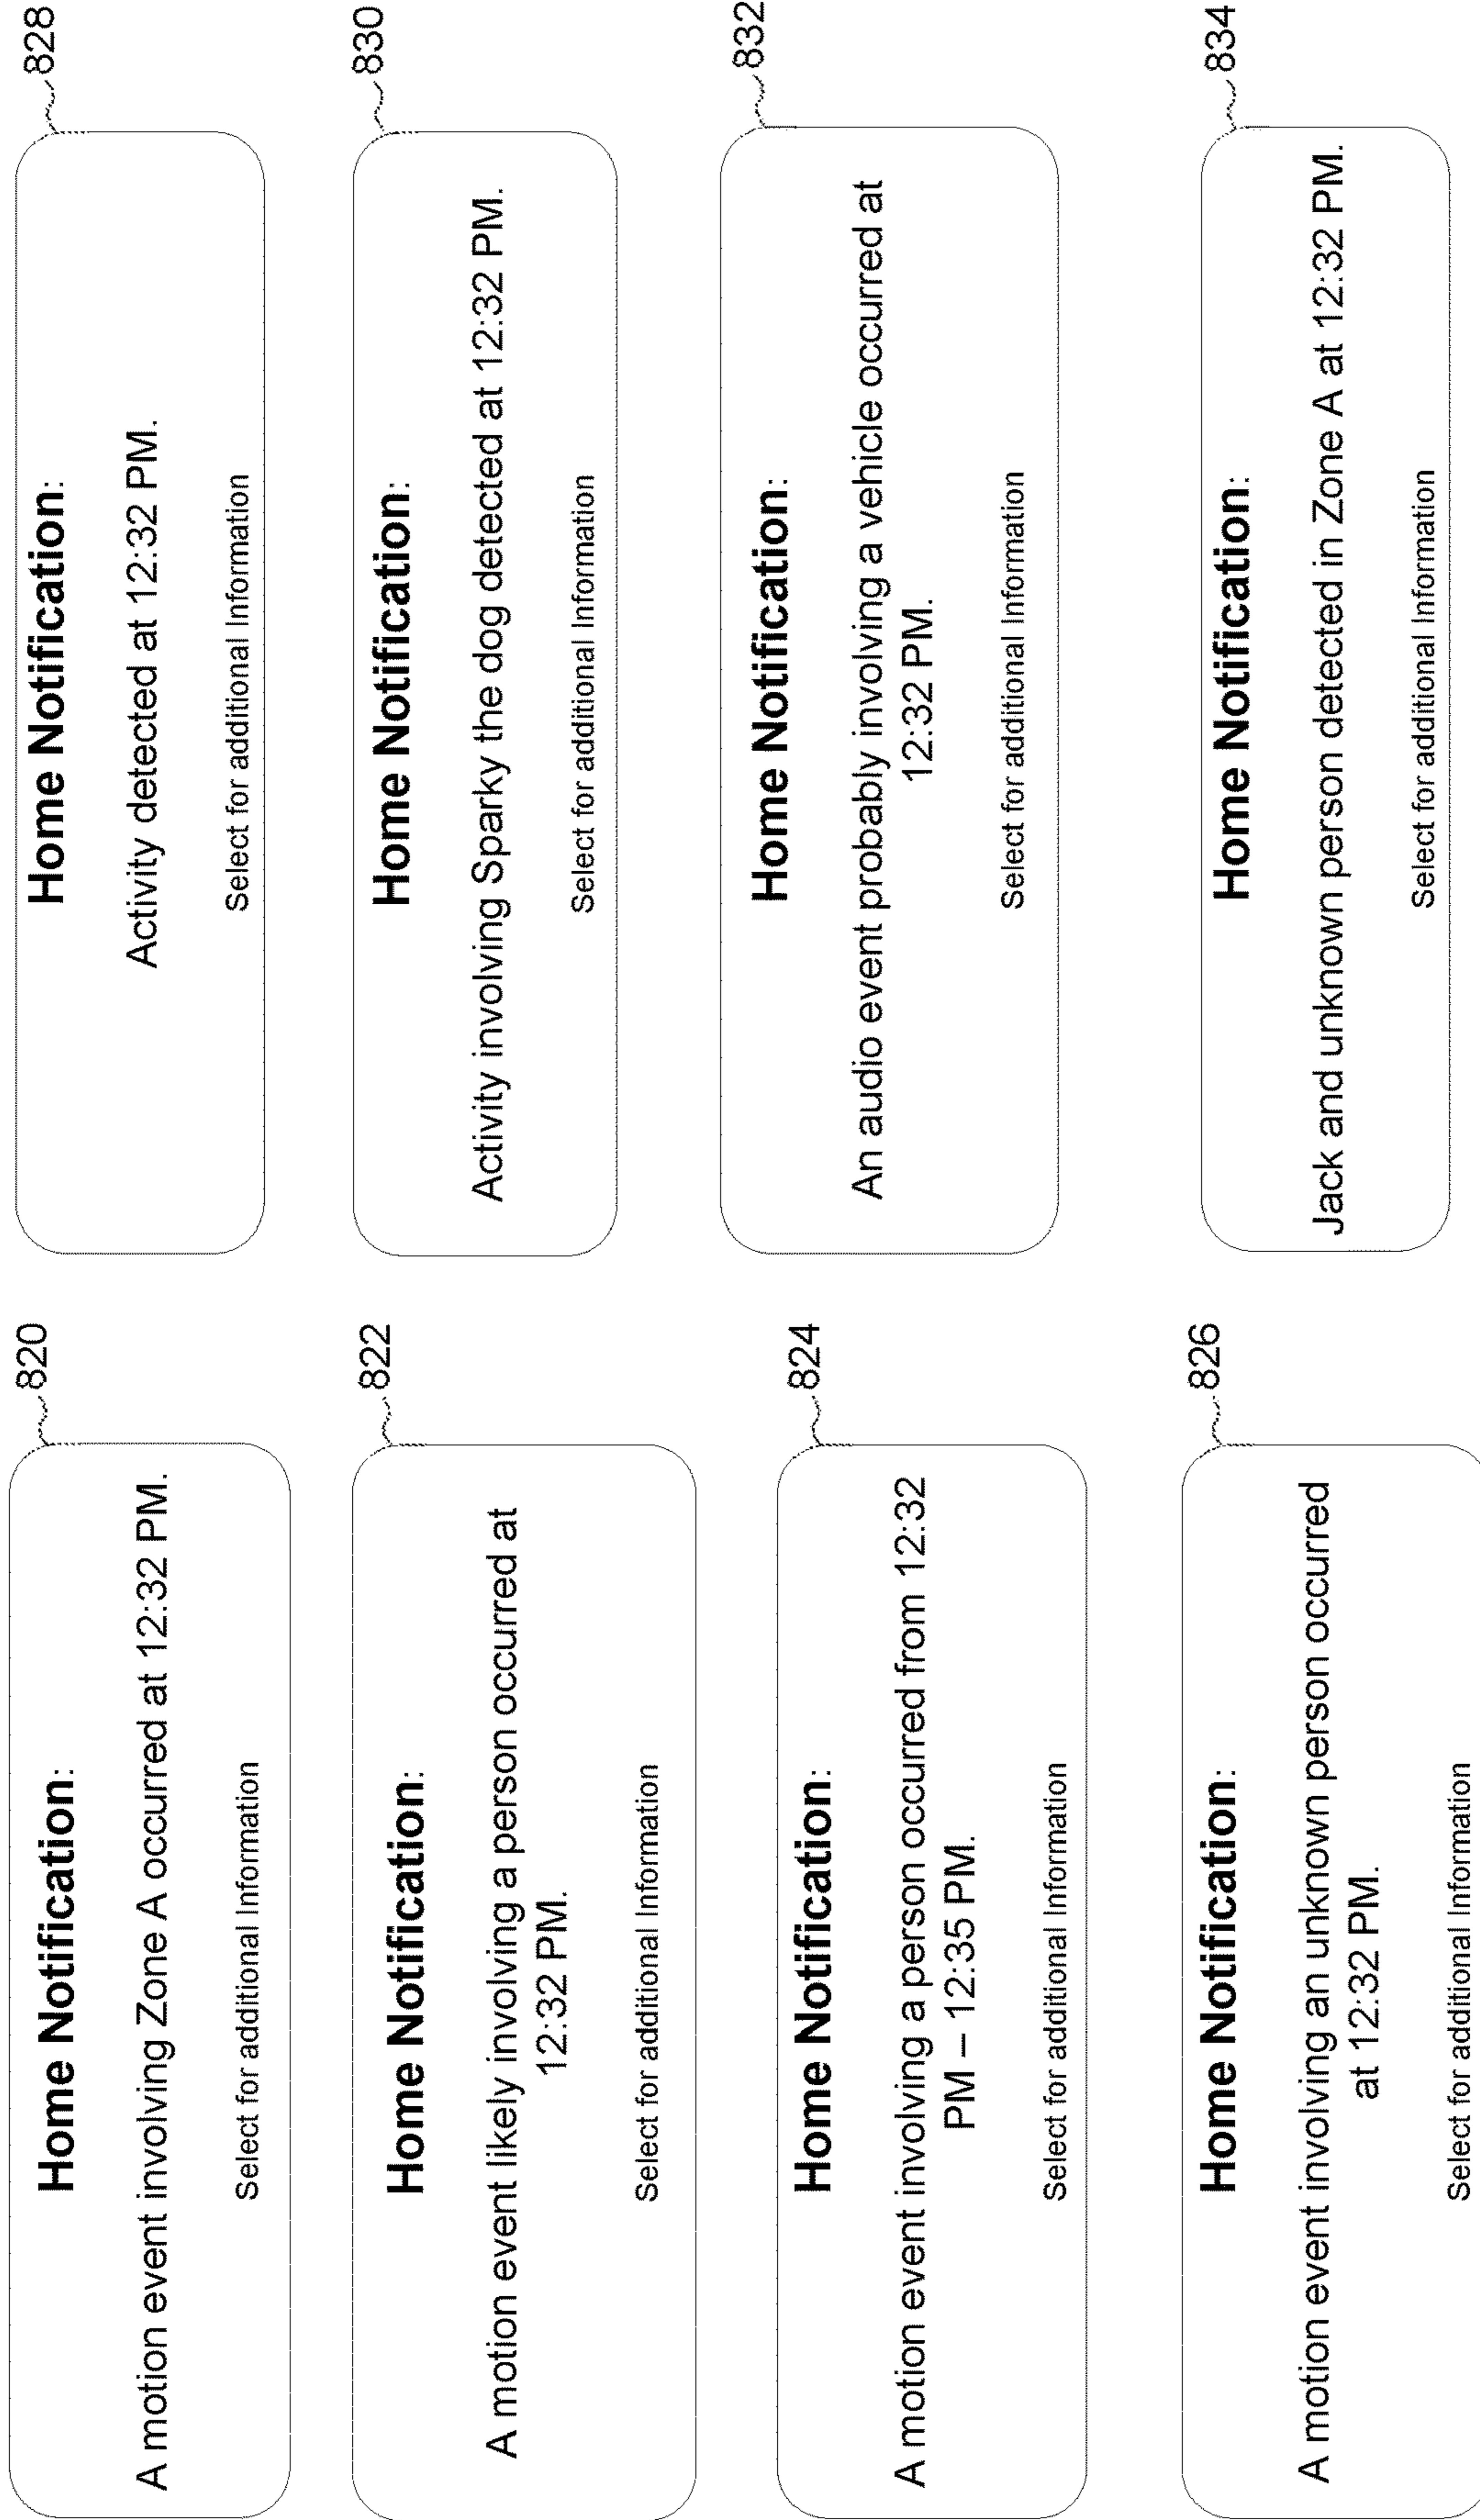 820
Home Notification:
A motion event involving Zone A occurred at 12:32 PM.
Select for additional Information
822
Home Notification:
A motion event likely involving a person occurred at
12:32 PM.
Select for additional Information
824
Home Notification:
A motion event involving a person occurred from 12:32
PM – 12:35 PM.
Select for additional Information
826
Home Notification:
A motion event involving an unknown person occurred
at 12:32 PM.
Select for additional Information
828
Home Notification:
Activity detected at 12:32 PM.
Select for additional Information
830
Home Notification:
Activity involving Sparky the dog detected at 12:32 PM.
Select for additional Information
832
Home Notification:
An audio event probably involving a vehicle occurred at
12:32 PM.
Select for additional Information
834
Home Notification:
Jack and unknown person detected in Zone A at 12:32 PM.
Select for additional Information